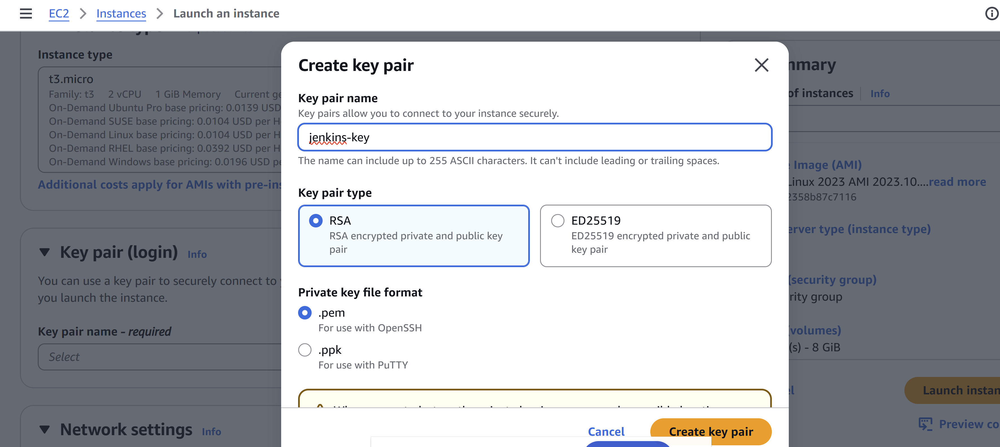 EC2 > Instances > Launch an instance
Instance type
t3.micro
Family: t3 2 vCPU 1 GiB Memory Current ge
On-Demand Ubuntu Pro base pricing: 0.0139 USD
On-Demand SUSE base pricing: 0.0104 USD per H
On-Demand Linux base pricing: 0.0104 USD per H
On-Demand RHEL base pricing: 0.0392 USD per H
On-Demand Windows base pricing: 0.0196 USD pe
Additional costs apply for AMIs with pre-ins
Key pair (login) Info
You can use a key pair to securely connect to
you launch the instance.
Key pair name - required
Select
Network settings Info
Create key pair
Key pair name
Key pairs allow you to connect to your instance securely.
jenkins-key
The name can include up to 255 ASCII characters. It can't include leading or trailing spaces.
Key pair type
RSA
RSA encrypted private and public key
pair
ED25519
ED25519 encrypted private and public
key pair
Private key file format
.pem
For use with OpenSSH
.ppk
For use with PuTTY
Cancel
Create key pair
mmary
of instances Info
e Image (AMI)
Linux 2023 AMI 2023.10....read more
2358b87c7116
erver type (instance type)
(security group)
rity group
(volumes)
(s) - 8 GiB
el
Launch instan
Preview co